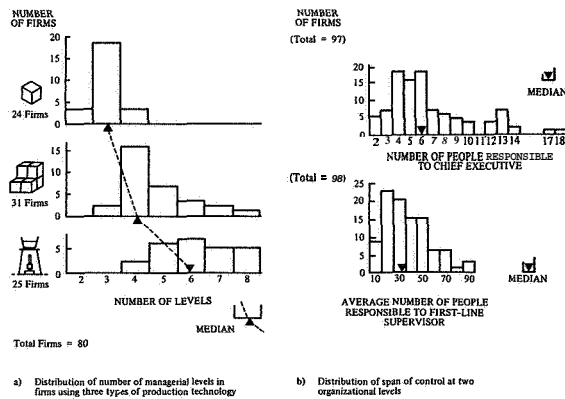 NUMBER
OF FIRMS
20
15
10
5
0
24 Firms
15
10
5
31 Firms
5
25 Firms
2 3 4 5 6 7 8
NUMBER OF LEVELS
MEDIAN
Total Firms = 80
a) Distribution of number of managerial levels in
firms using three types of production technology
NUMBER
OF FIRMS
(Total = 97)
20
15
10
5
0
2 3 4 5 6 7 8 9 10 11 12 13 14 17 18
MEDIAN
NUMBER OF PEOPLE RESPONSIBLE
TO CHIEF EXECUTIVE
(Total = 98)
25
20
15
10
5
0
10 30 50 70 90
MEDIAN
AVERAGE NUMBER OF PEOPLE
RESPONSIBLE TO FIRST-LINE
SUPERVISOR
b) Distribution of span of control at two
organizational levels